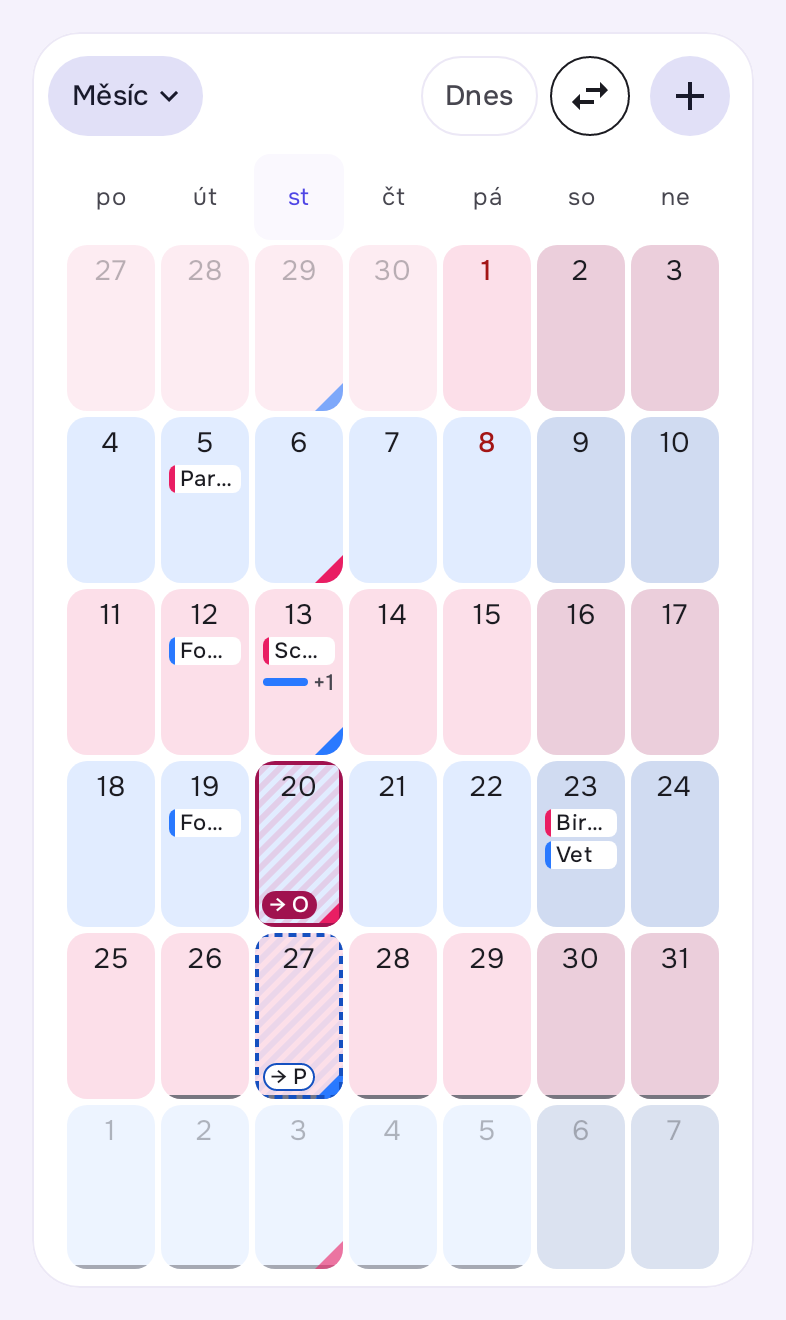 Měsíc Dnes
po út st čt pá so ne
27 28 29 30 1 2 3
4 5 6 7 8 9 10
Par...
11 12 13 14 15 16 17
Fo... Sc...
+1
18 19 20 21 22 23 24
Fo... Bir...
Vet
→ O
25 26 27 28 29 30 31
→ P
1 2 3 4 5 6 7